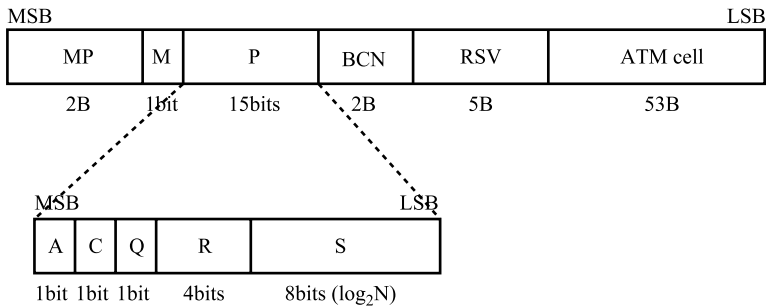 MSB LSB
MP M P BCN RSV ATM cell
2B 1bit 15bits 2B 5B 53B
MSB LSB
A C Q R S
1bit 1bit 1bit 4bits 8bits (log₂N)